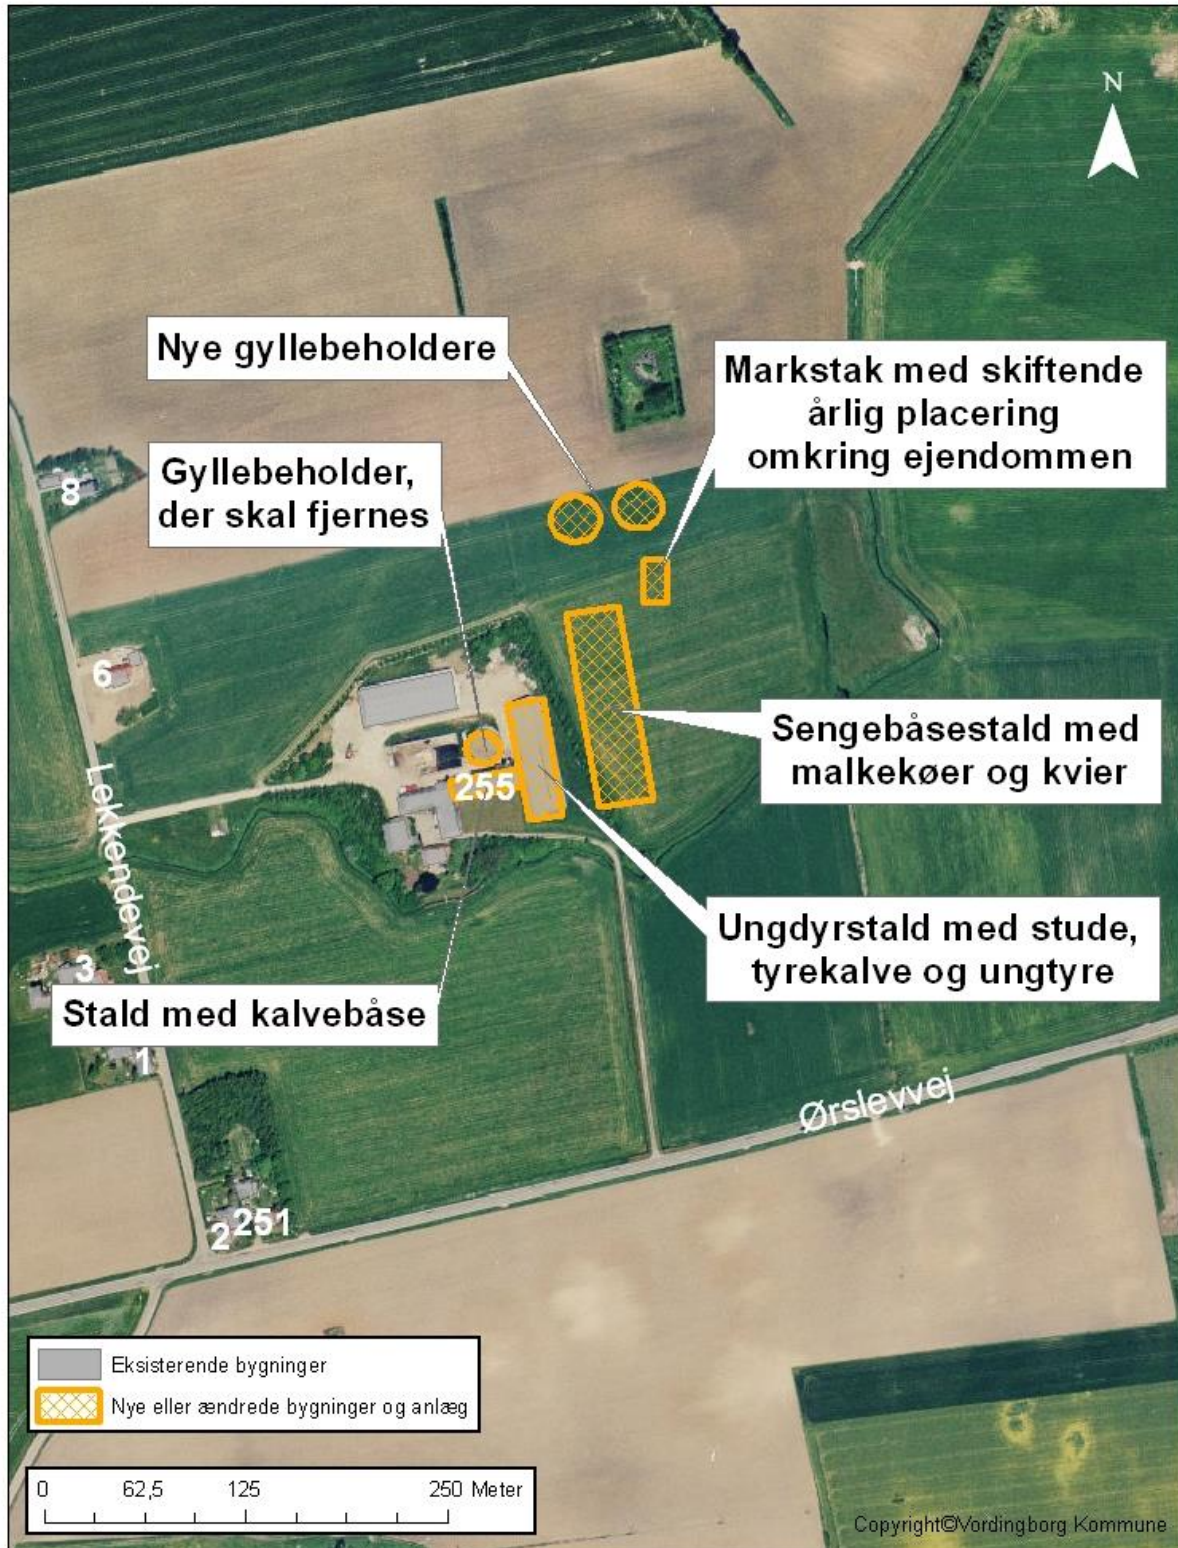 N
Nye gyllebeholdere
Markstak med skiftende
årlig placering
omkring ejendommen
Gyllebeholder,
der skal fjernes
8
6
Sengebåsestald med
malkekøer og kvier
255
Lekkendevej
Ungdyrstald med stude,
tyrekalve og ungtyre
3
Stald med kalvebåse
1
Ørslevvej
2
251
Eksisterende bygninger
Nye eller ændrede bygninger og anlæg
0 62,5 125 250 Meter
Copyright©Vordingborg Kommune